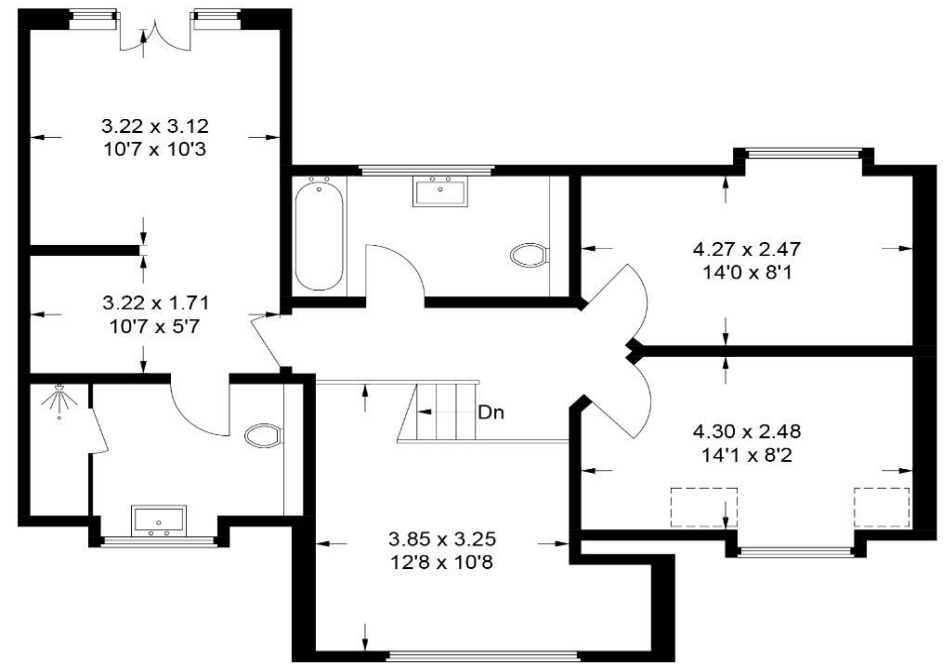 3.22 x 3.12
10'7 x 10'3
3.22 x 1.71
10'7 x 5'7
4.27 x 2.47
14'0 x 8'1
Dn
4.30 x 2.48
14'1 x 8'2
3.85 x 3.25
12'8 x 10'8